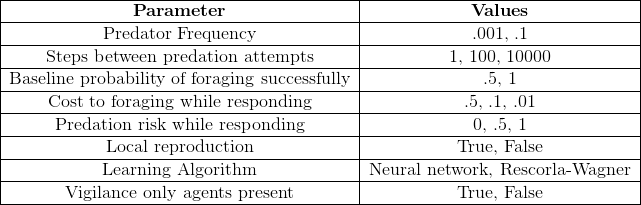 Parameter Values
Predator Frequency .001, .1
Steps between predation attempts 1, 100, 10000
Baseline probability of foraging successfully .5, 1
Cost to foraging while responding .5, .1, .01
Predation risk while responding 0, .5, 1
Local reproduction True, False
Learning Algorithm Neural network, Rescorla-Wagner
Vigilance only agents present True, False